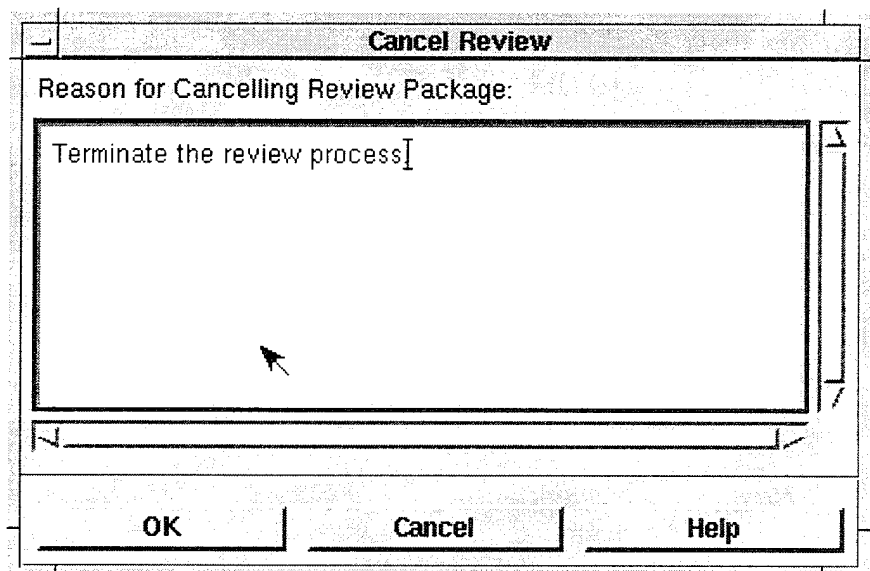 Cancel Review
Reason for Cancelling Review Package:
Terminate the review process
OK Cancel Help